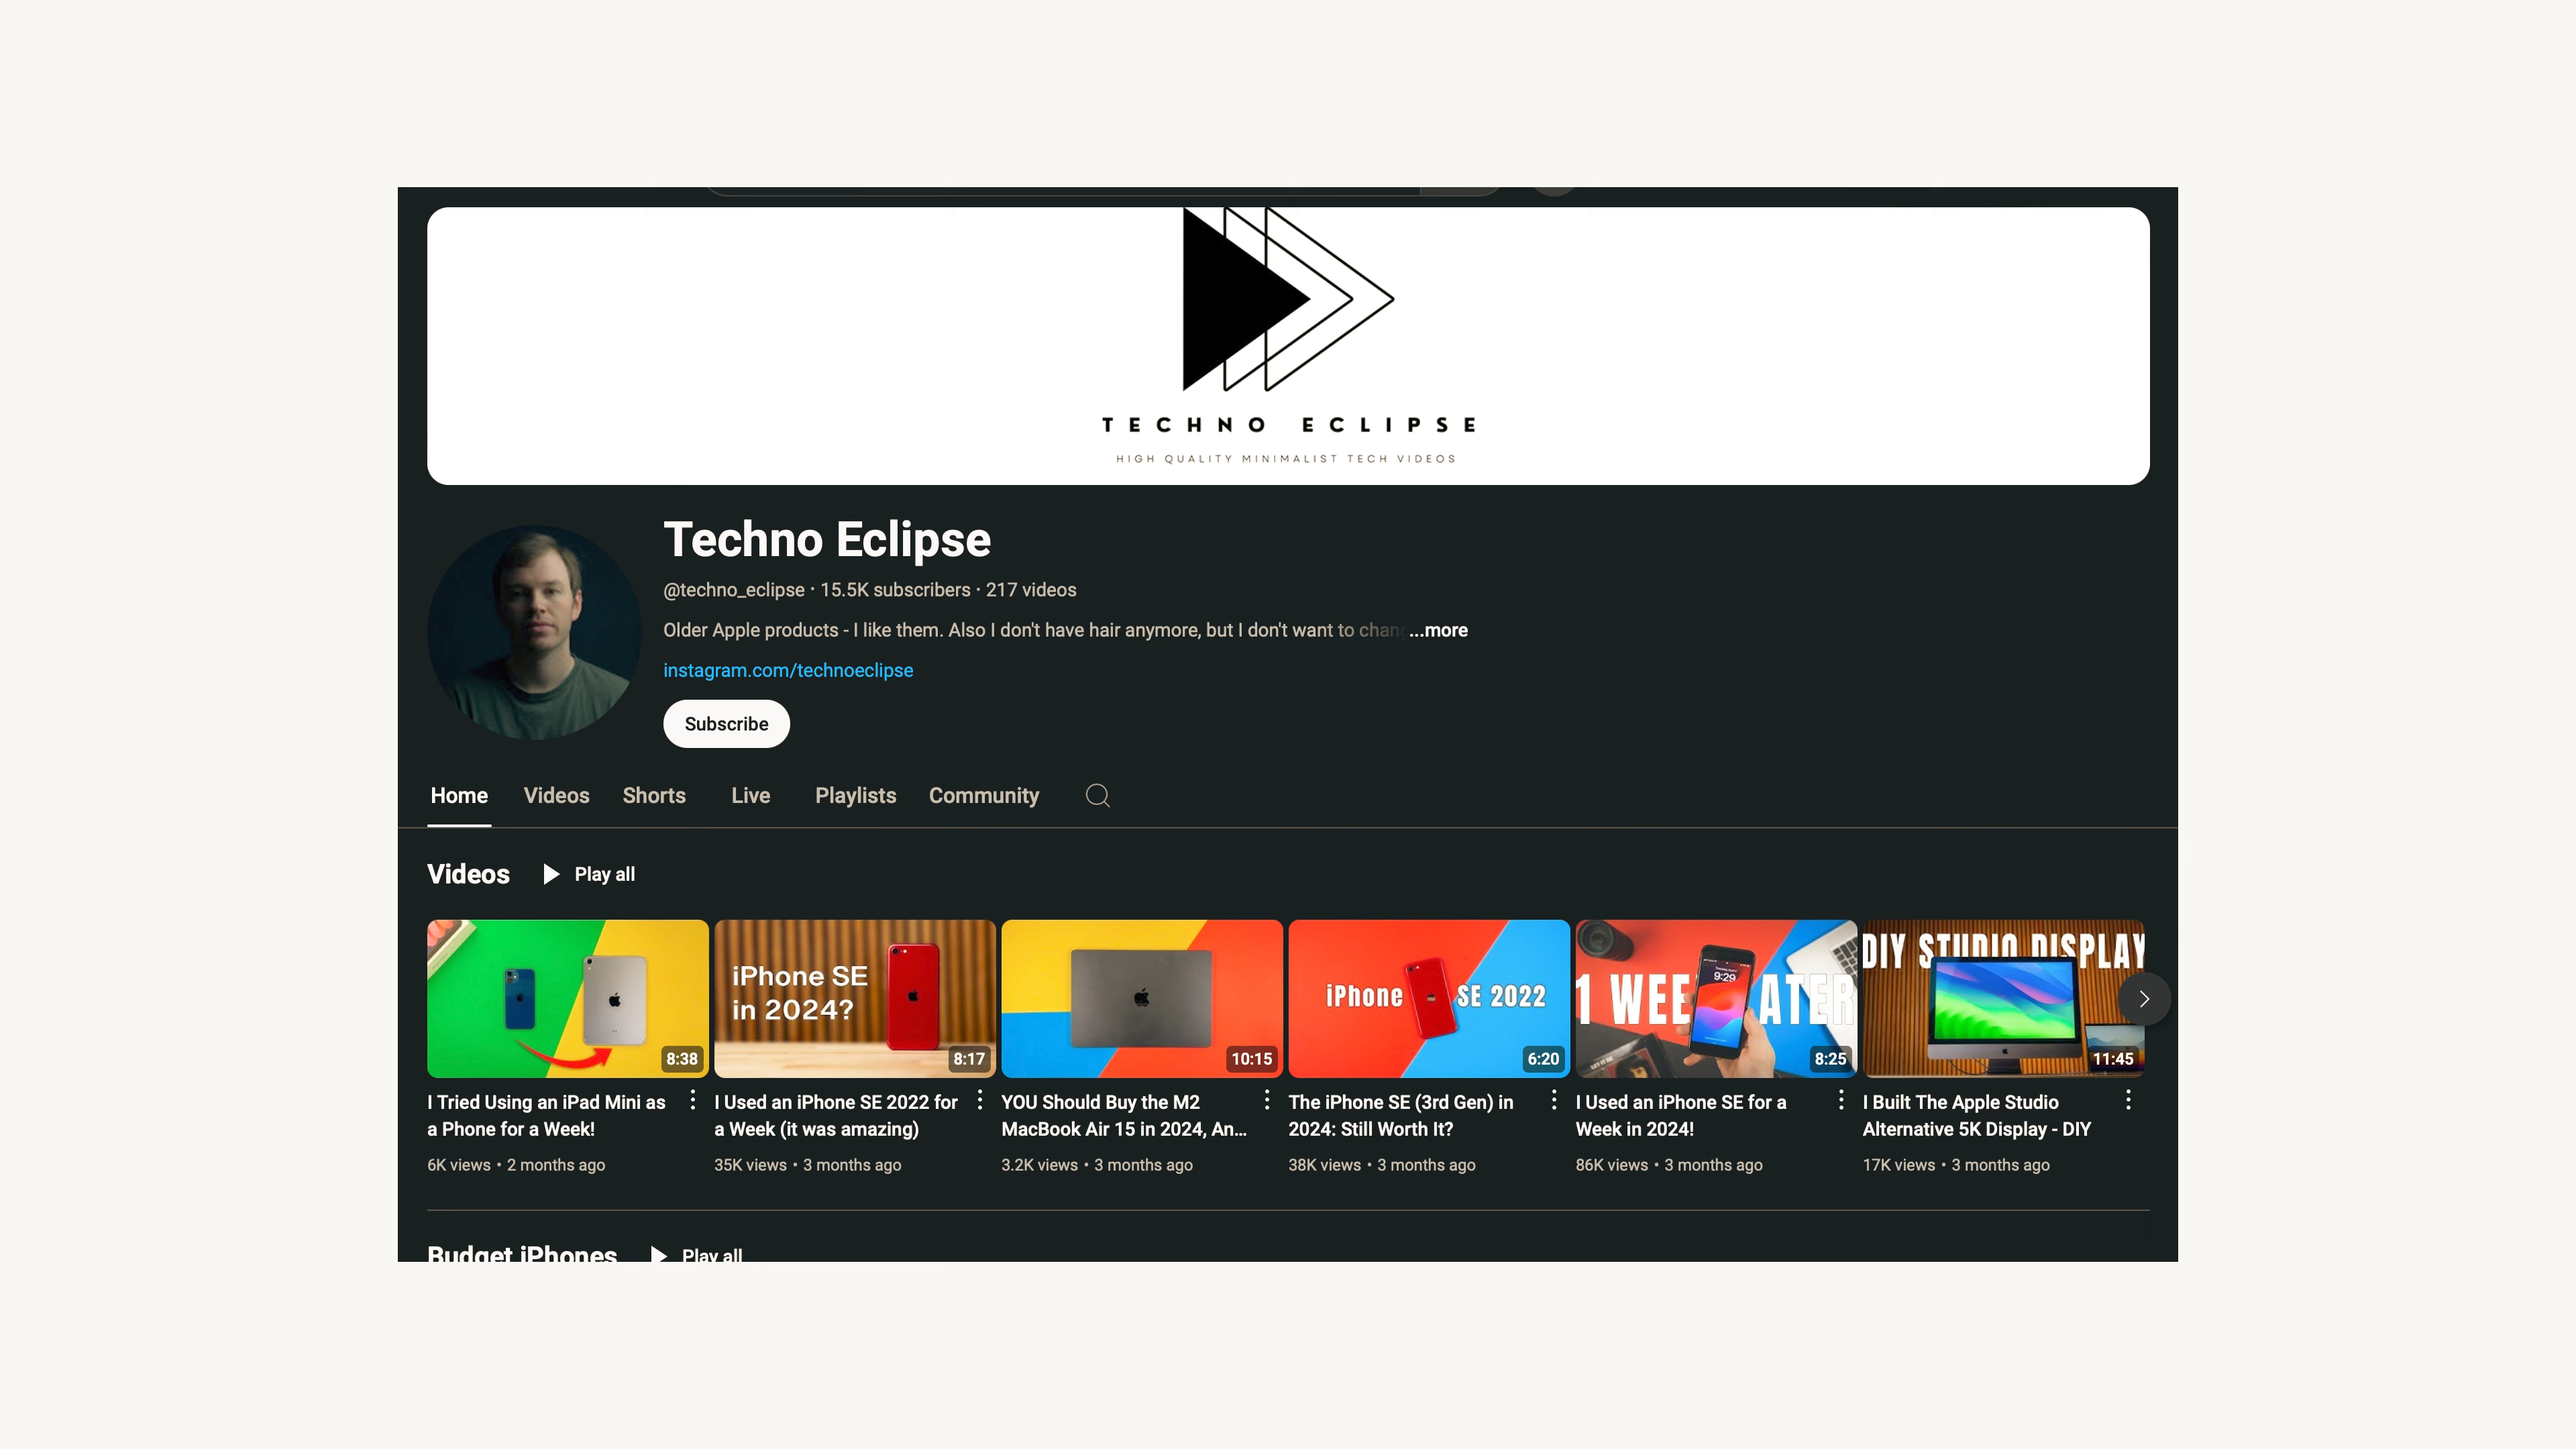 TECHNO ECLIPSE
HIGH QUALITY MINIMALIST TECH VIDEOS
Techno Eclipse
@techno_eclipse · 15.5K subscribers · 217 videos
Older Apple products - I like them. Also I don't have hair anymore, but I don't want to chang ...more
instagram.com/technoeclipse
Subscribe
Home Videos Shorts Live Playlists Community
Videos Play all
8:38
iPhone SE
in 2024?
8:17
10:15
iPhone SE 2022
6:20
1 WEE ATER
9:29
8:25
DIY STUDIO DISPLAY
11:45
I Tried Using an iPad Mini as
a Phone for a Week!
6K views • 2 months ago
I Used an iPhone SE 2022 for
a Week (it was amazing)
35K views • 3 months ago
YOU Should Buy the M2
MacBook Air 15 in 2024, An...
3.2K views • 3 months ago
The iPhone SE (3rd Gen) in
2024: Still Worth It?
38K views • 3 months ago
I Used an iPhone SE for a
Week in 2024!
86K views • 3 months ago
I Built The Apple Studio
Alternative 5K Display - DIY
17K views • 3 months ago
Budget iPhones Play all